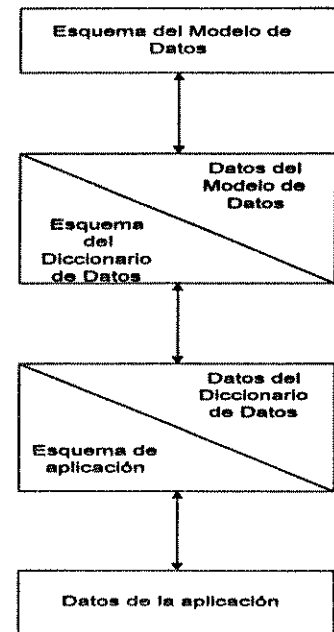 Esquema del Modelo de
Datos
Datos del
Modelo de
Datos
Esquema
del
Diccionario
de Datos
Datos del
Diccionario
de Datos
Esquema de
aplicación
Datos de la aplicación